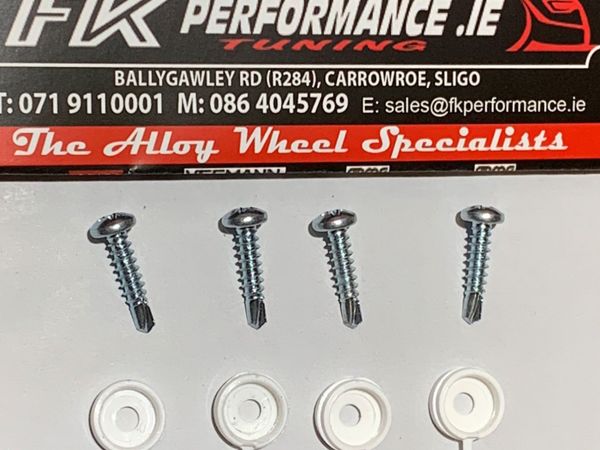 FK PERFORMANCE .IE
TUNING
BALLYGAWLEY RD (R284), CARROWROE, SLIGO
T: 071 9110001 M: 086 4045769 E: sales@fkperformance.ie
The Alloy Wheel Specialists